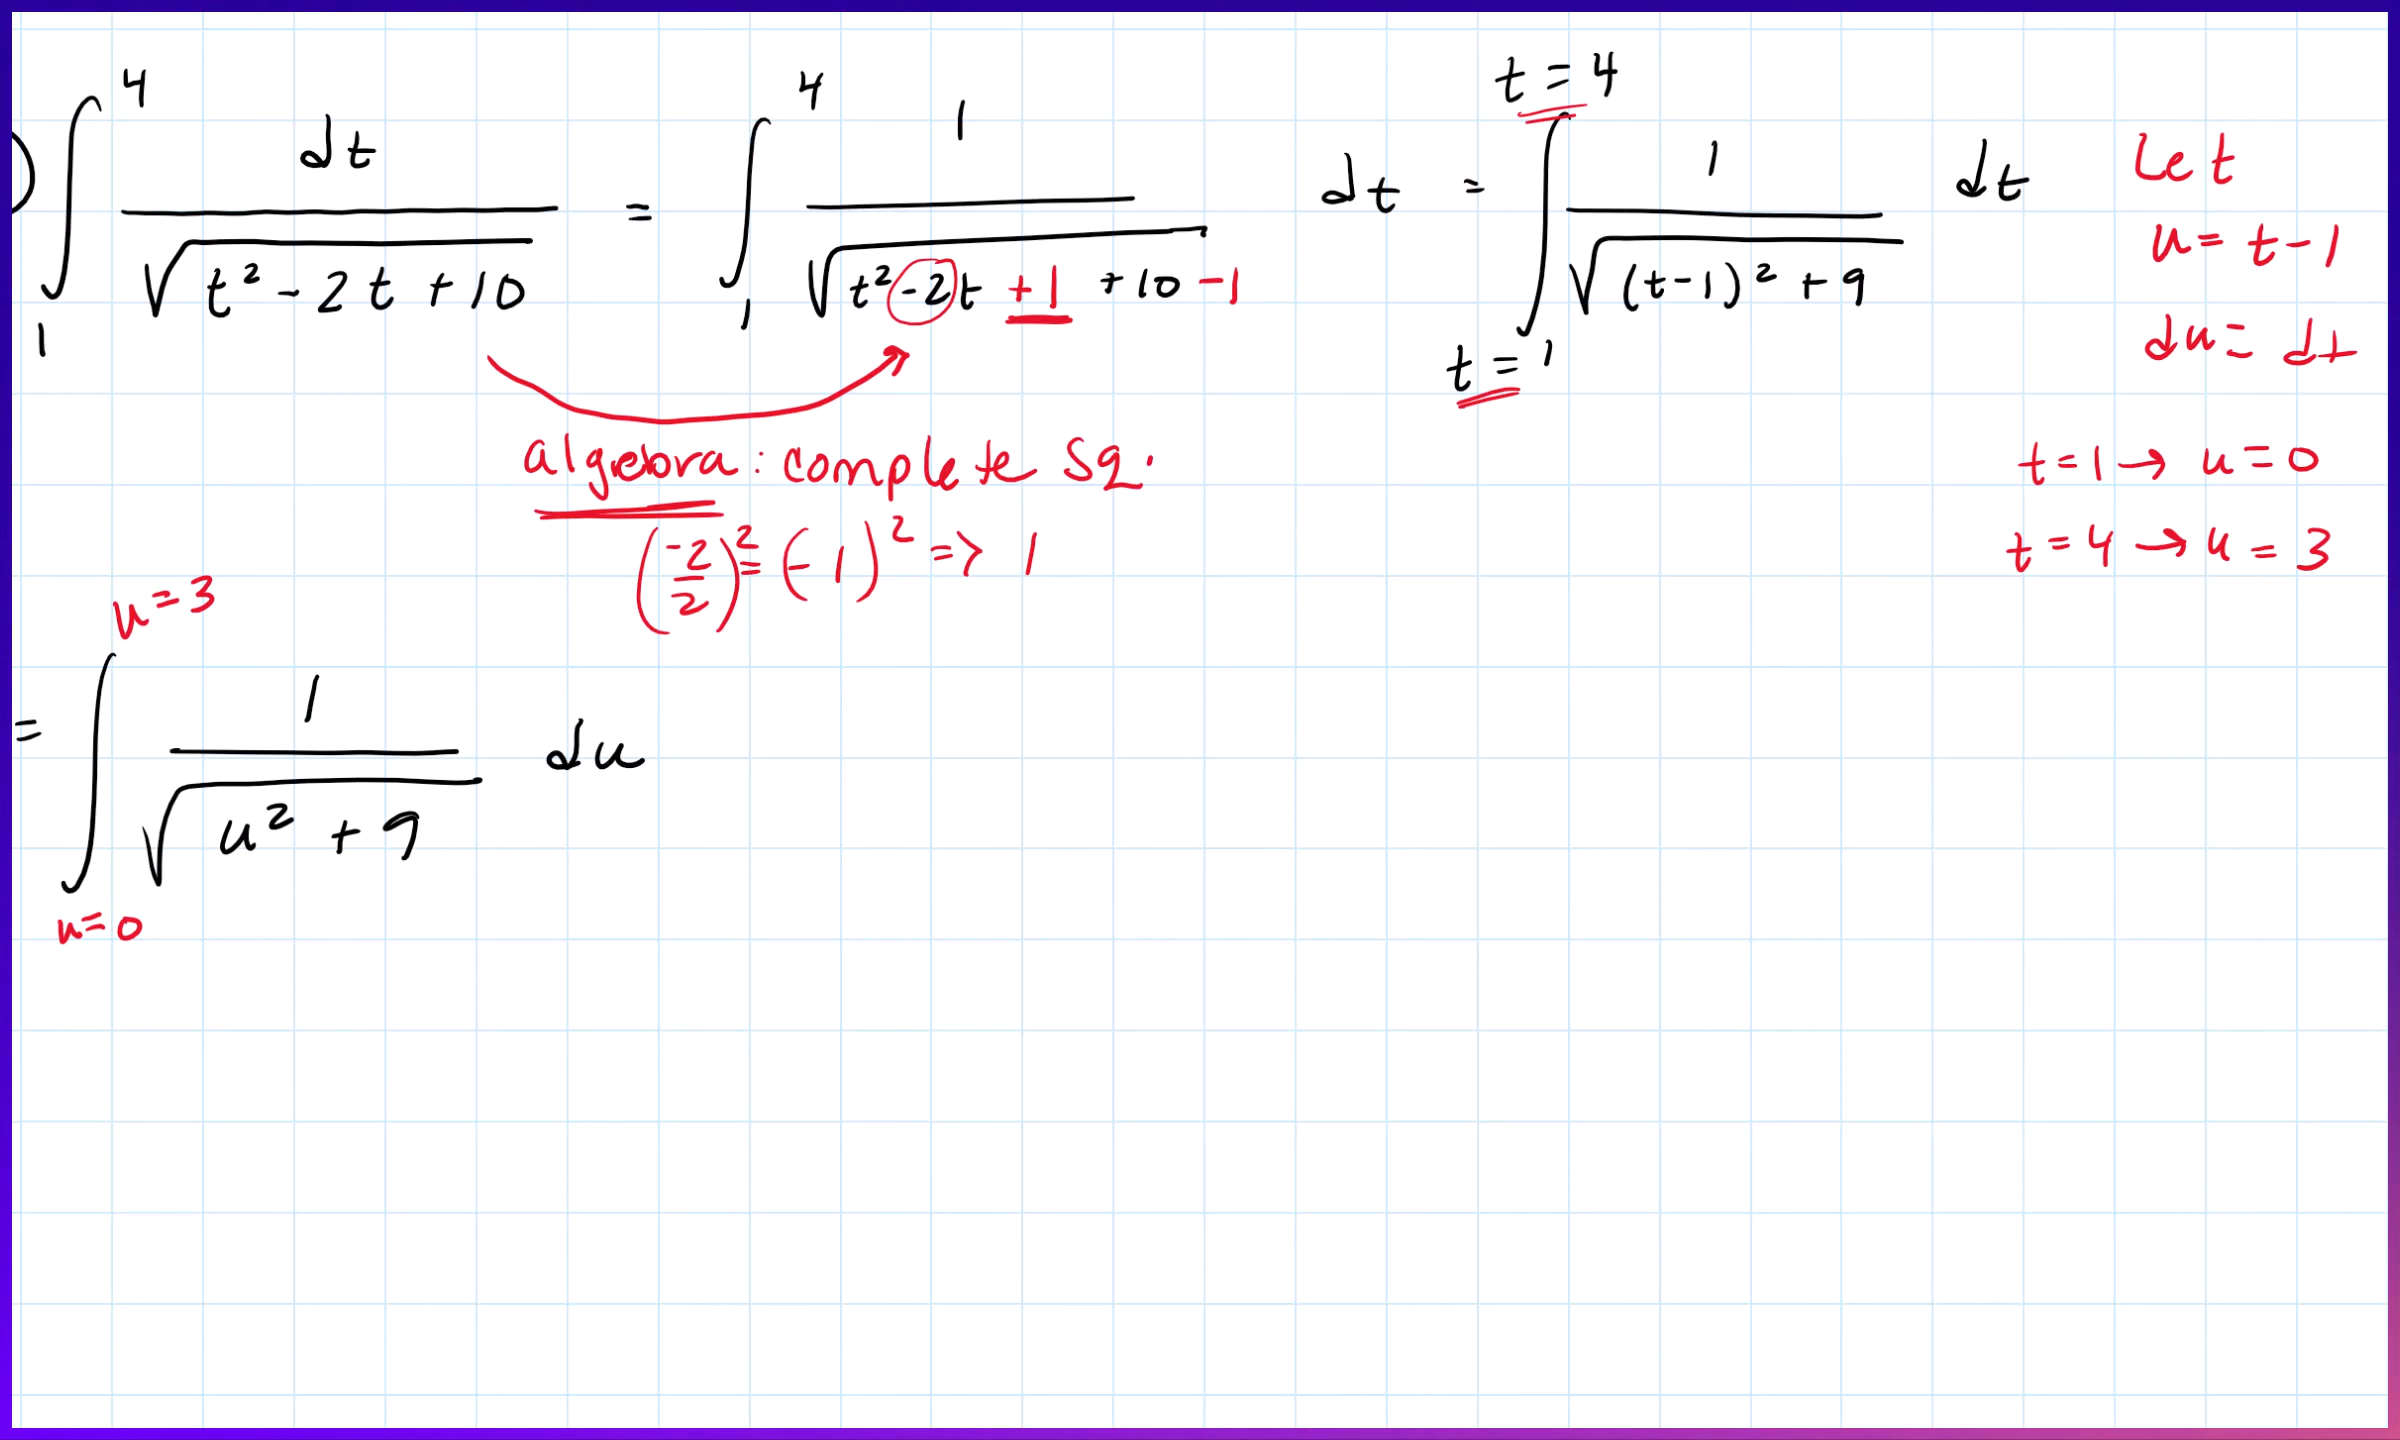 ) ∫₁⁴ dt / √(t² - 2t + 10) = ∫₁⁴ 1 / √(t² - 2t + 1 + 10 - 1) dt = ∫_{t=1}^{t=4} 1 / √((t-1)² + 9) dt
Let
u = t - 1
du = dt
algebra: complete sq.
(-2/2)² = (-1)² => 1
t = 1 → u = 0
t = 4 → u = 3
= ∫_{u=0}^{u=3} 1 / √(u² + 9) du